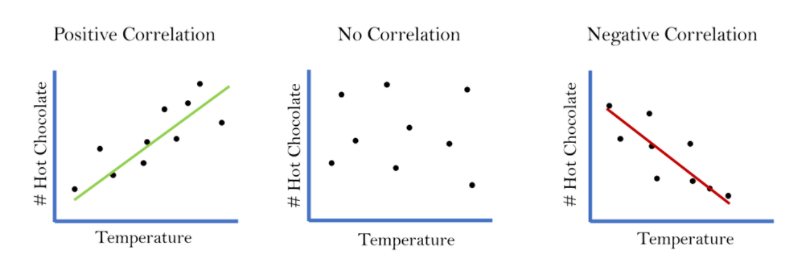 Positive Correlation
No Correlation
Negative Correlation
# Hot Chocolate
# Hot Chocolate
# Hot Chocolate
Temperature
Temperature
Temperature